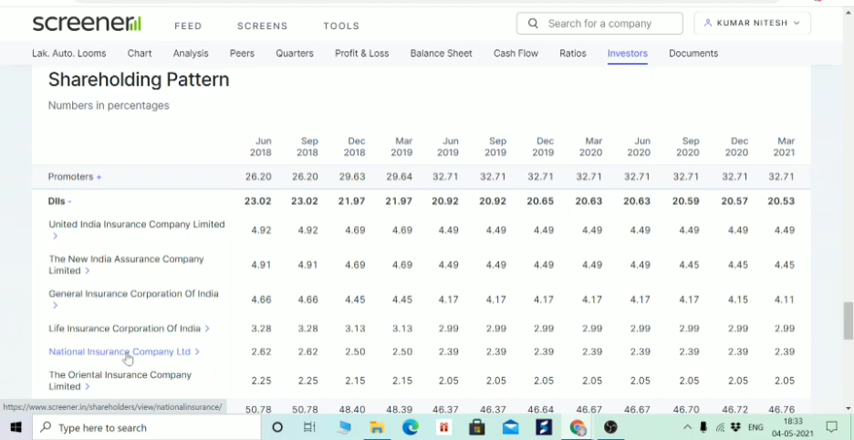 screener
FEED SCREENS TOOLS
Search for a company
KUMAR NITESH
Lak. Auto. Looms Chart Analysis Peers Quarters Profit & Loss Balance Sheet Cash Flow Ratios Investors Documents
Shareholding Pattern
Numbers in percentages
Jun Sep Dec Mar Jun Sep Dec Mar Jun Sep Dec Mar
2018 2018 2018 2019 2019 2019 2019 2020 2020 2020 2020 2021
Promoters + 26.20 26.20 29.63 29.64 32.71 32.71 32.71 32.71 32.71 32.71 32.71 32.71
DIIs - 23.02 23.02 21.97 21.97 20.92 20.92 20.65 20.63 20.63 20.59 20.57 20.53
United India Insurance Company Limited > 4.92 4.92 4.69 4.69 4.49 4.49 4.49 4.49 4.49 4.49 4.49 4.49
The New India Assurance Company
Limited > 4.91 4.91 4.69 4.69 4.49 4.49 4.49 4.49 4.49 4.45 4.45 4.45
General Insurance Corporation Of India > 4.66 4.66 4.45 4.45 4.17 4.17 4.17 4.17 4.17 4.17 4.15 4.11
Life Insurance Corporation Of India > 3.28 3.28 3.13 3.13 2.99 2.99 2.99 2.99 2.99 2.99 2.99 2.99
National Insurance Company Ltd > 2.62 2.62 2.50 2.50 2.39 2.39 2.39 2.39 2.39 2.39 2.39 2.39
The Oriental Insurance Company
Limited > 2.25 2.25 2.15 2.15 2.05 2.05 2.05 2.05 2.05 2.05 2.05 2.05
https://www.screener.in/shareholders/view/nationalinsurance/
50.78 50.78 48.40 48.39 46.37 46.37 46.64 46.67 46.67 46.70 46.72 46.76
Type here to search
ENG
18:33
04-05-2021